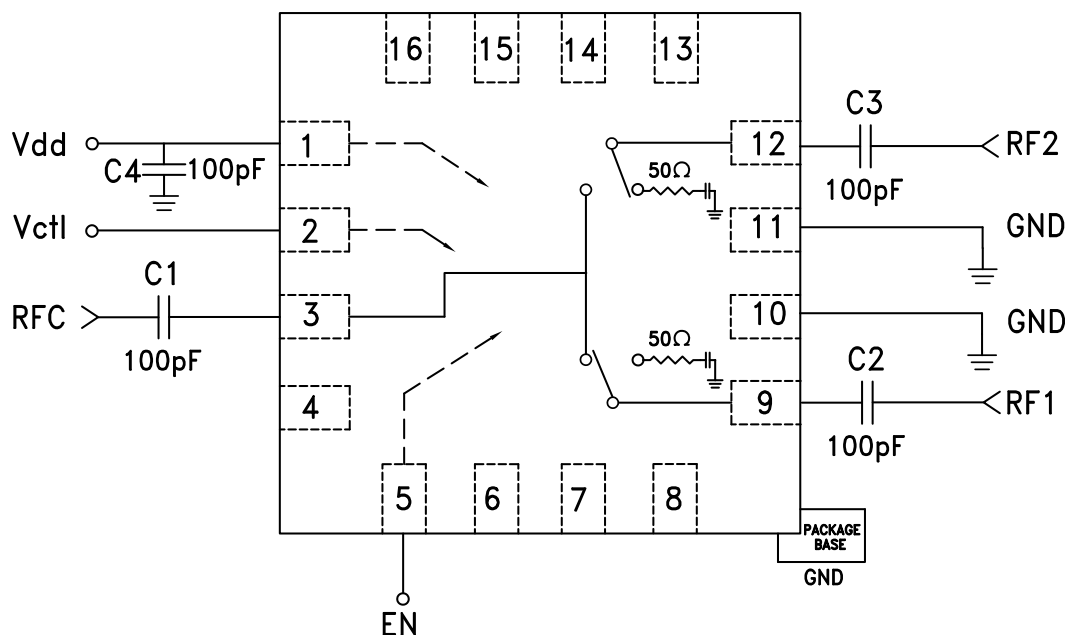 16 15 14 13
Vdd
C4
100pF
1
Vctl
2
C1
RFC
100pF
3
4
50Ω
12
C3
100pF
RF2
11
GND
10
GND
50Ω
9
C2
100pF
RF1
5 6 7 8
PACKAGE
BASE
GND
EN